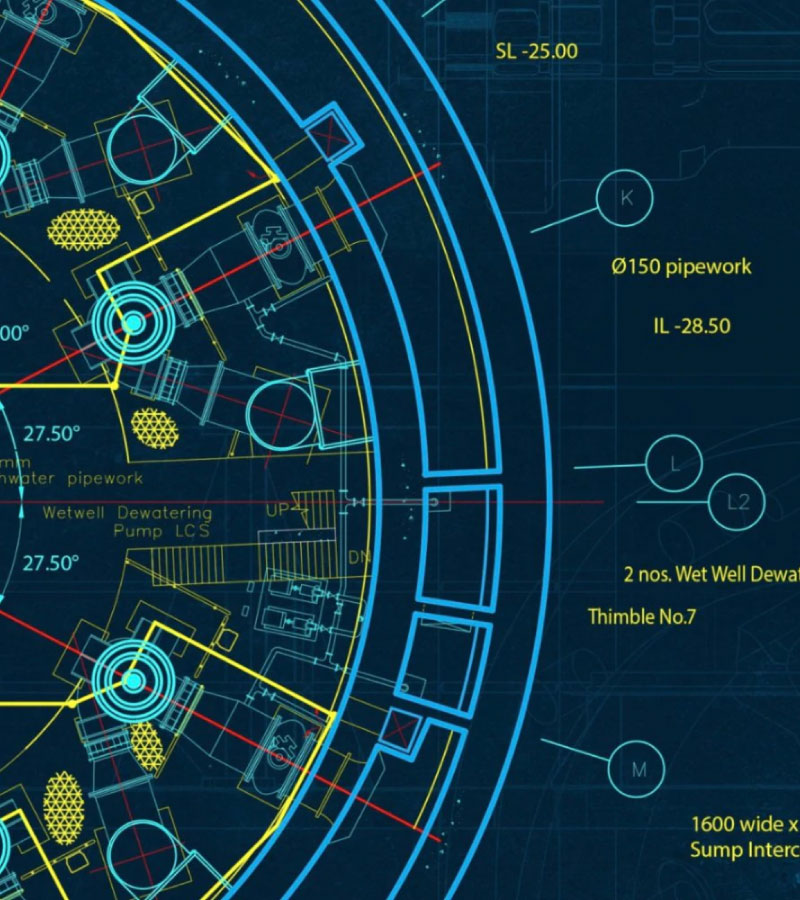 SL -25.00
K
Ø150 pipework
IL -28.50
00°
27.50°
mm
nwater pipework
L
L2
Wetwell Dewatering
Pump LCS
UP
DN
27.50°
2 nos. Wet Well Dewat
Thimble No.7
M
1600 wide x
Sump Interc